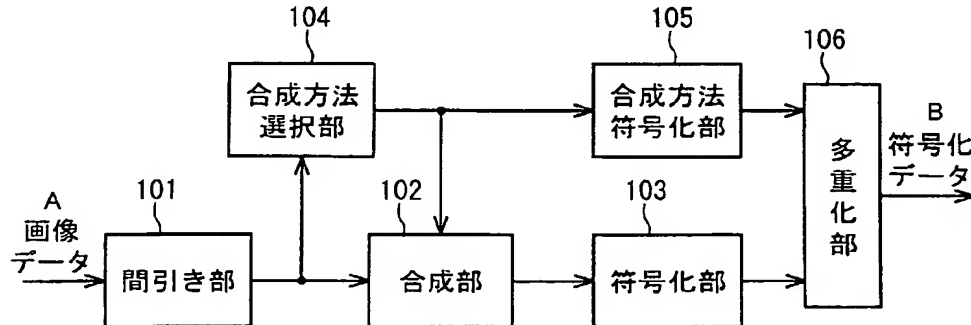 104
合成方法
選択部
105
合成方法
符号化部
106
多
重
化
部
B
符号化
データ
A
画像
データ
101
間引き部
102
合成部
103
符号化部